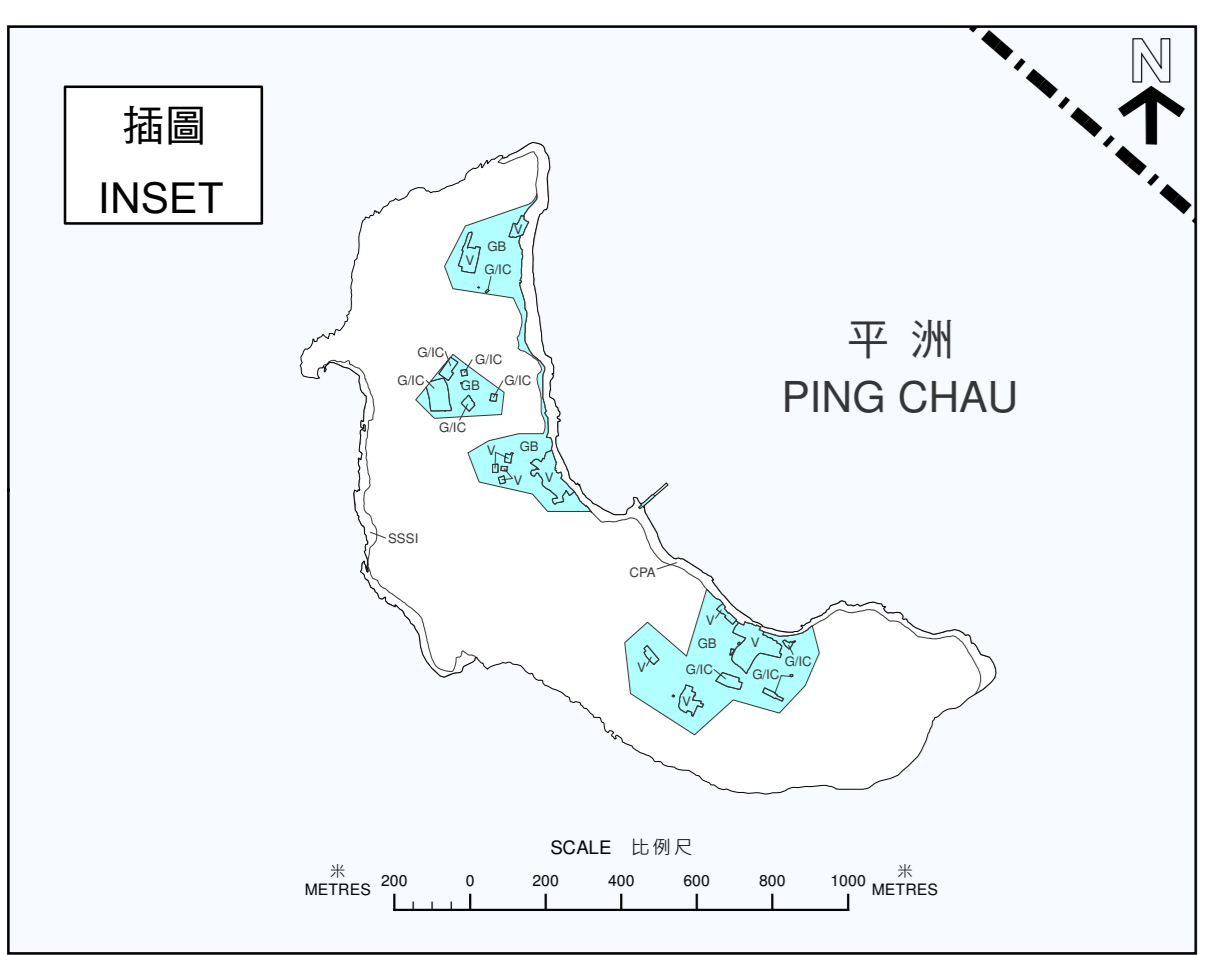 插圖
INSET
N
V
GB
V
G/IC
平洲
PING CHAU
G/IC
G/IC
G/IC
GB
G/IC
G/IC
V
GB
V
V
SSSI
CPA
V
GB
V
G/IC
V
G/IC
G/IC
V
SCALE 比例尺
米
METRES
200 0 200 400 600 800 1000
米
METRES